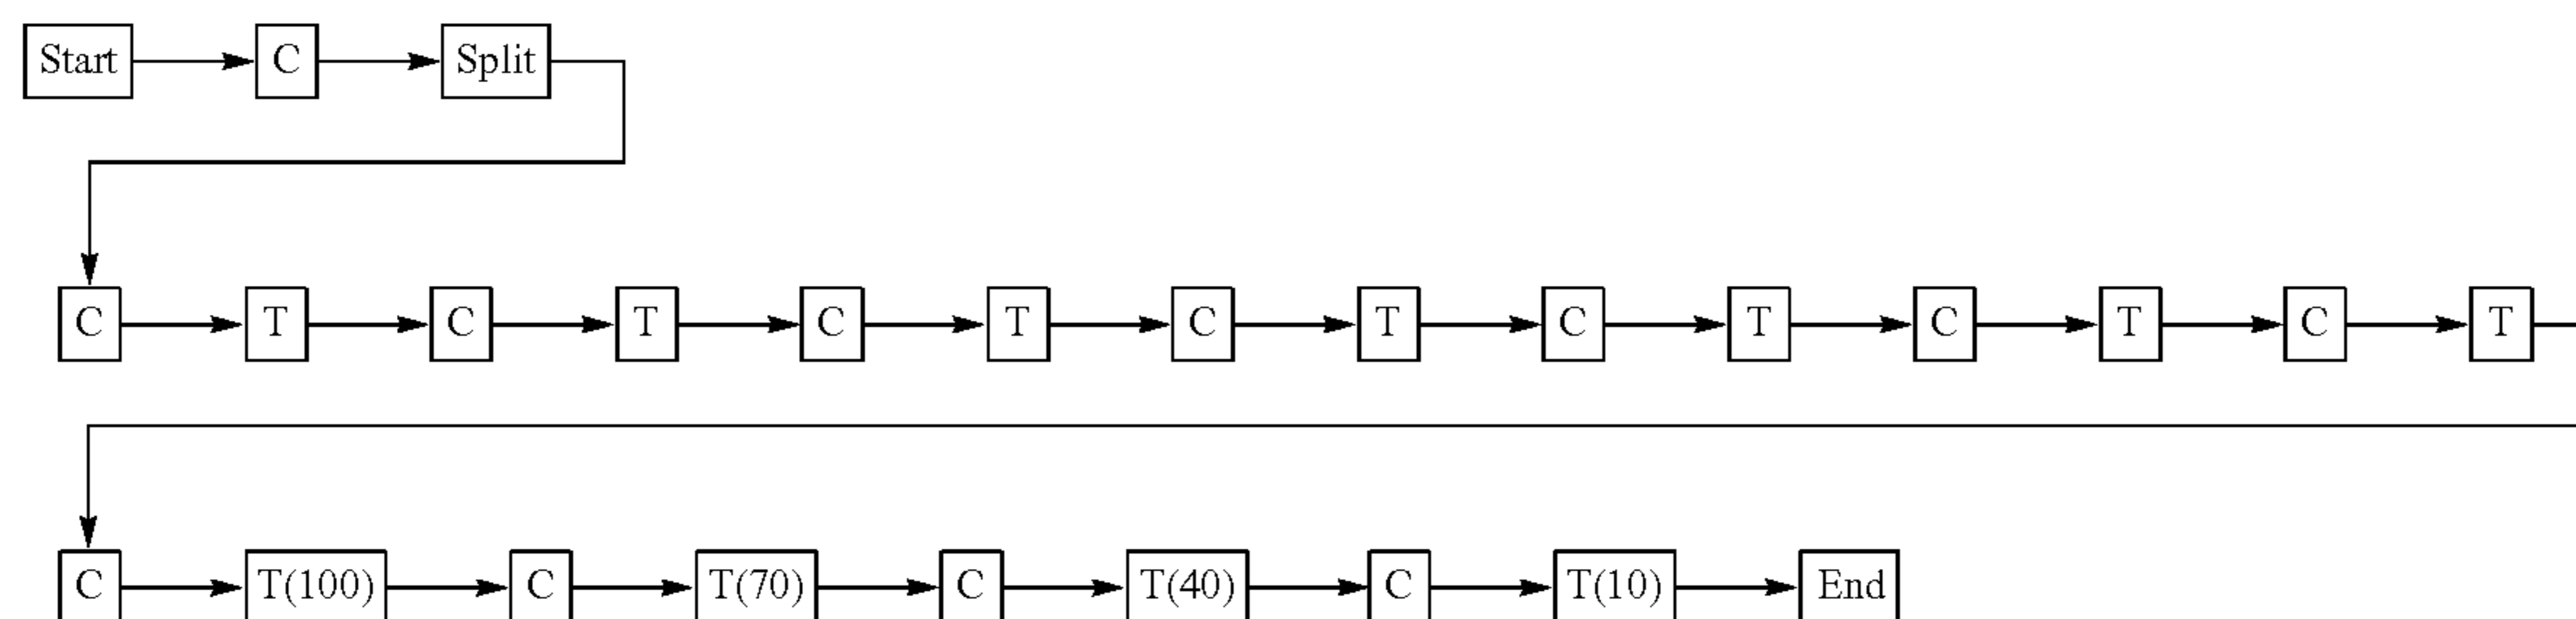 Start C Split
C T C T C T C T C T C T C T
C T(100) C T(70) C T(40) C T(10) End